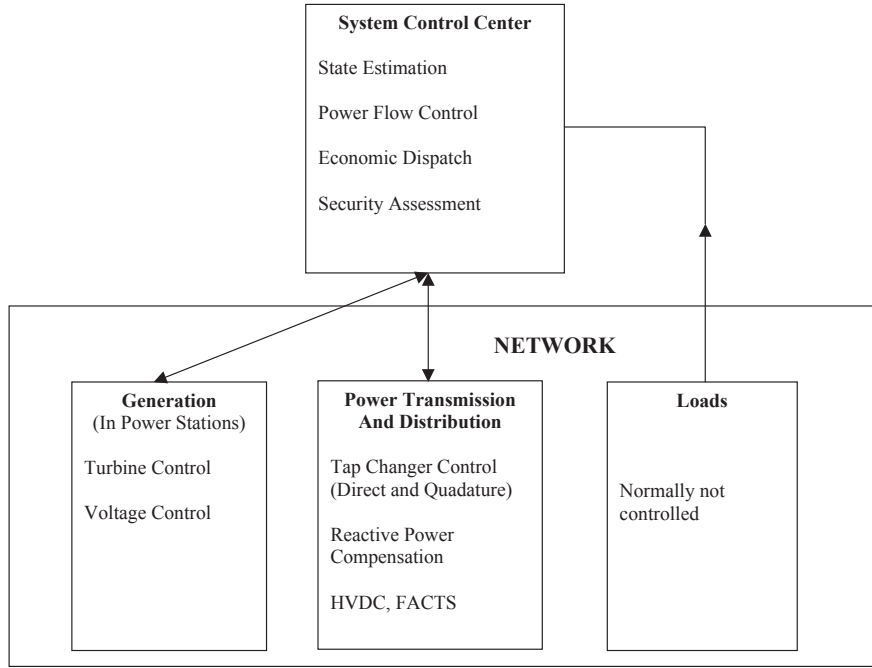 System Control Center
State Estimation
Power Flow Control
Economic Dispatch
Security Assessment
NETWORK
Generation
(In Power Stations)
Turbine Control
Voltage Control
Power Transmission
And Distribution
Tap Changer Control
(Direct and Quadature)
Reactive Power
Compensation
HVDC, FACTS
Loads
Normally not
controlled